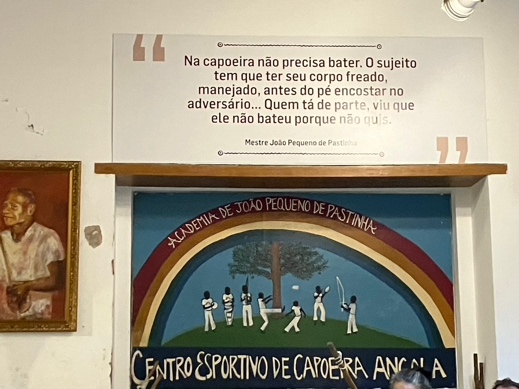 Na capoeira não precisa bater. O sujeito
tem que ter seu corpo freado,
manejado, antes do pé encostar no
adversário... Quem tá de parte, viu que
ele não bateu porque não quis.
Mestre João Pequeno de Pastinha
ACADEMIA DE JOÃO PEQUENO DE PASTINHA
CENTRO ESPORTIVO DE CAPOEIRA ANGOLA